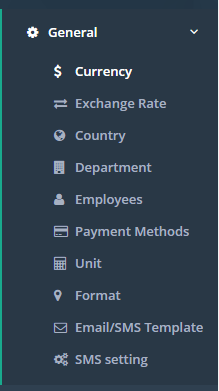 General
Currency
Exchange Rate
Country
Department
Employees
Payment Methods
Unit
Format
Email/SMS Template
SMS setting